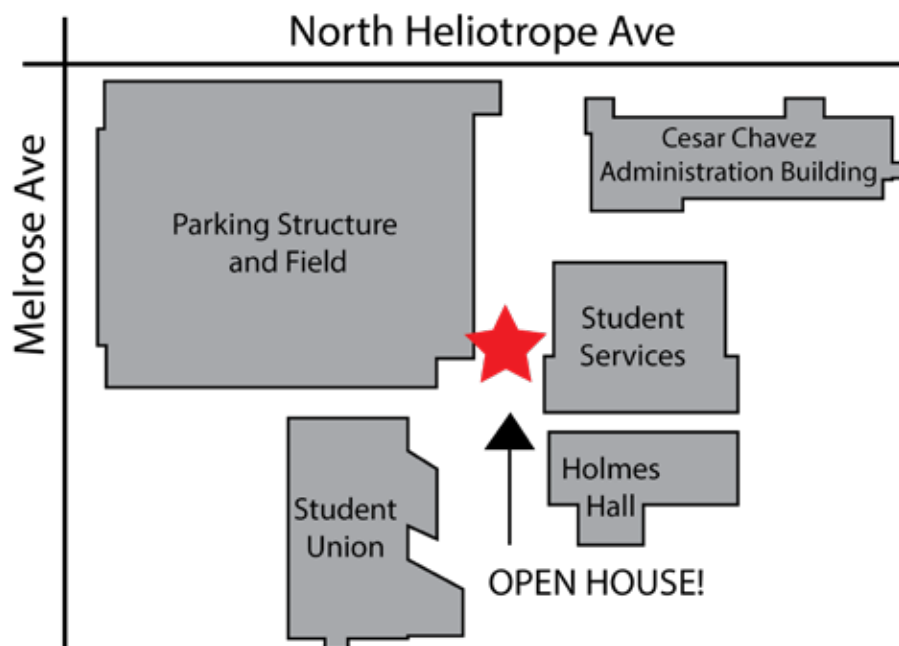 North Heliotrope Ave
Melrose Ave
Parking Structure
and Field
Cesar Chavez
Administration Building
Student
Services
Holmes
Hall
Student
Union
OPEN HOUSE!